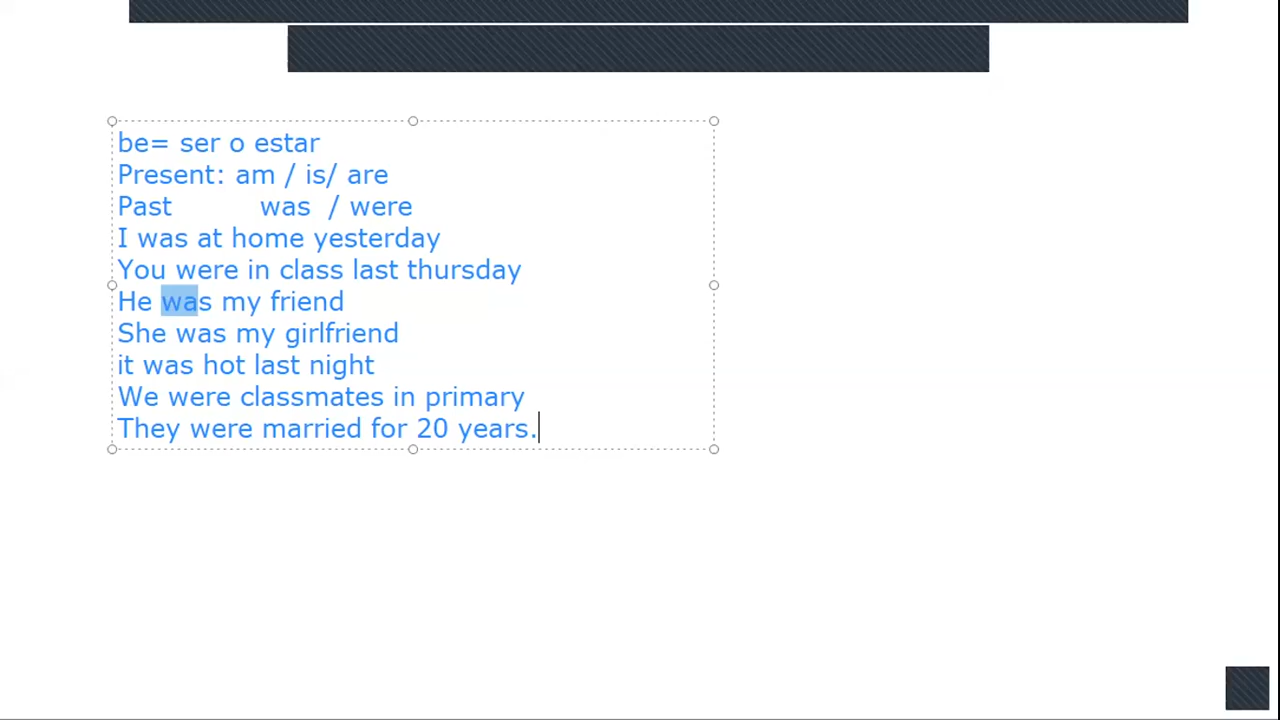 be= ser o estar
Present: am / is/ are
Past was / were
I was at home yesterday
You were in class last thursday
He was my friend
She was my girlfriend
it was hot last night
We were classmates in primary
They were married for 20 years.